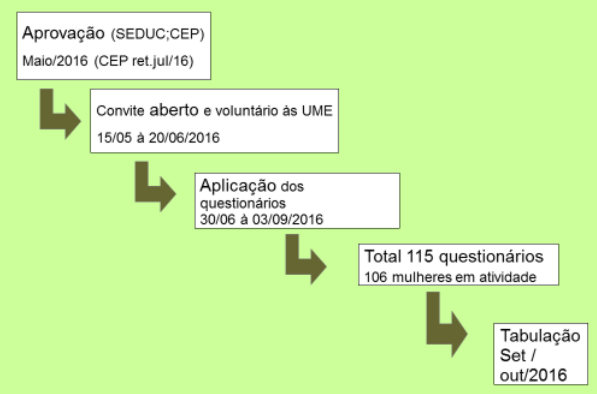 Aprovação (SEDUC;CEP)
Maio/2016 (CEP ret.jul/16)
Convite aberto e voluntário às UME
15/05 à 20/06/2016
Aplicação dos
questionários
30/06 à 03/09/2016
Total 115 questionários
106 mulheres em atividade
Tabulação
Set /
out/2016